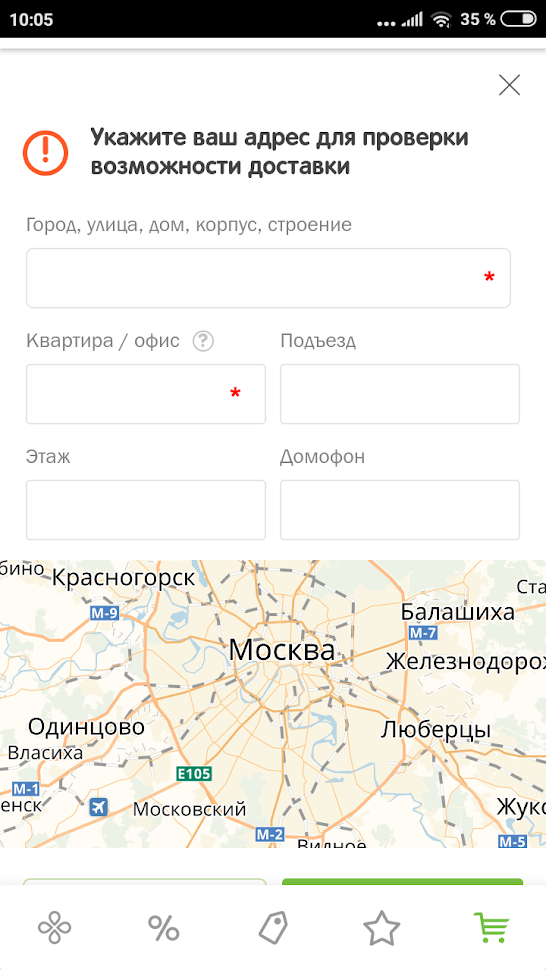 10:05
35 %
Укажите ваш адрес для проверки
возможности доставки
Город, улица, дом, корпус, строение
*
Квартира / офис ?
Подъезд
*
Этаж
Домофон
бино
Красногорск
Ста
М-9
Балашиха
М-7
Москва
Железнодорож
Одинцово
Люберцы
Власиха
E105
М-1
енск
Московский
Жуко
М-2
Видное
М-5
%